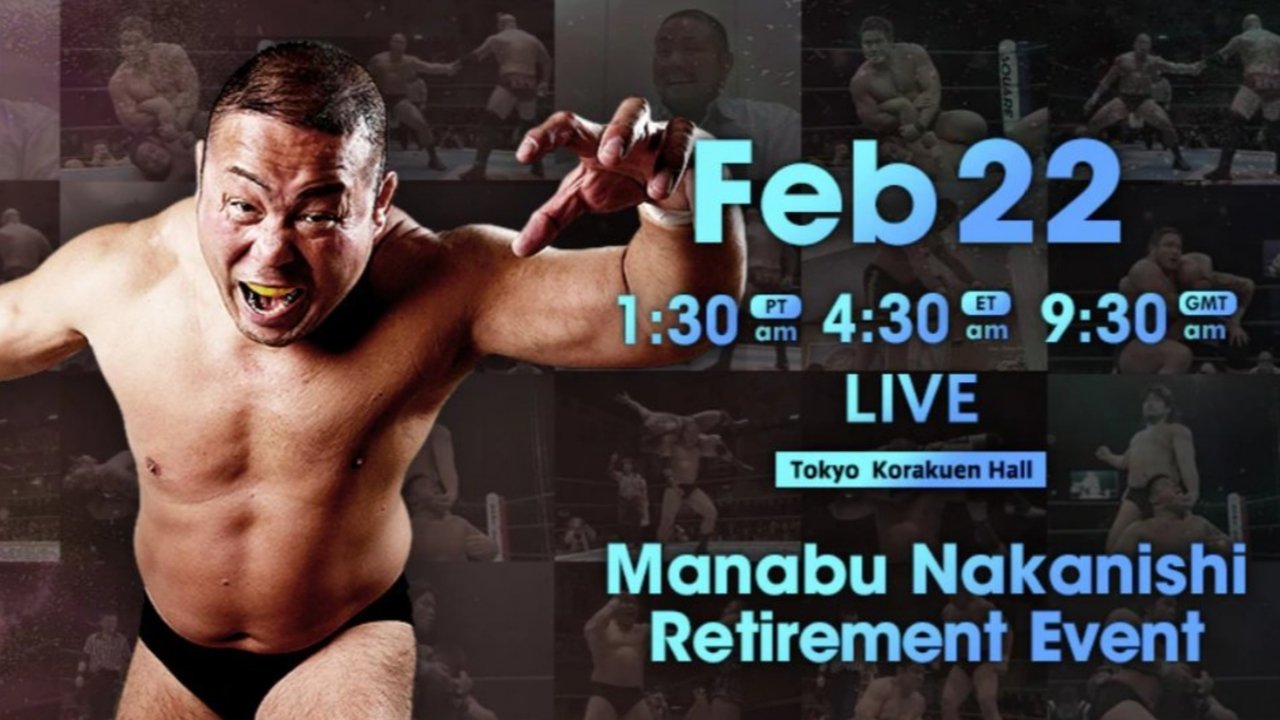 Feb 22
1:30 PT am 4:30 ET am 9:30 GMT am
LIVE
Tokyo Korakuen Hall
Manabu Nakanishi
Retirement Event